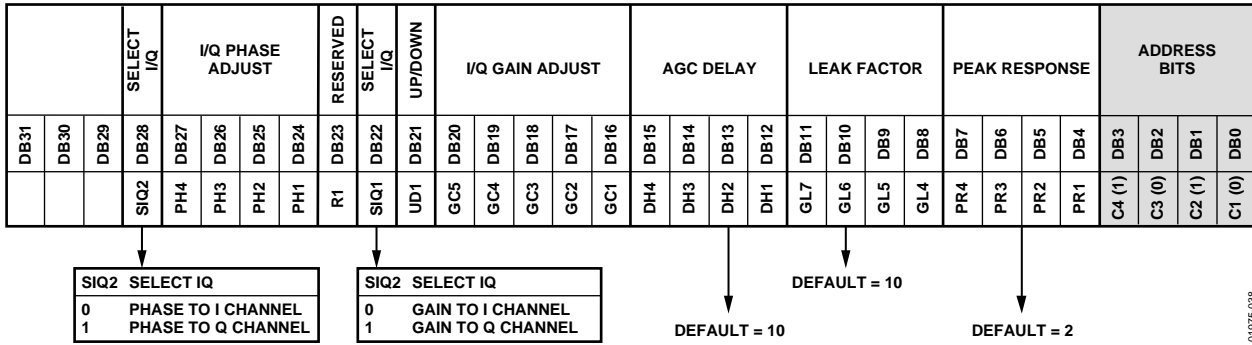 SELECT I/Q
I/Q PHASE ADJUST
RESERVED
SELECT I/Q
UP/DOWN
I/Q GAIN ADJUST
AGC DELAY
LEAK FACTOR
PEAK RESPONSE
ADDRESS BITS
DB31 DB30 DB29 DB28 DB27 DB26 DB25 DB24 DB23 DB22 DB21 DB20 DB19 DB18 DB17 DB16 DB15 DB14 DB13 DB12 DB11 DB10 DB9 DB8 DB7 DB6 DB5 DB4 DB3 DB2 DB1 DB0
SIQ2 PH4 PH3 PH2 PH1 R1 SIQ1 UD1 GC5 GC4 GC3 GC2 GC1 DH4 DH3 DH2 DH1 GL7 GL6 GL5 GL4 PR4 PR3 PR2 PR1 C4 (1) C3 (0) C2 (1) C1 (0)
SIQ2 SELECT IQ
0 PHASE TO I CHANNEL
1 PHASE TO Q CHANNEL
SIQ2 SELECT IQ
0 GAIN TO I CHANNEL
1 GAIN TO Q CHANNEL
DEFAULT = 10
DEFAULT = 10
DEFAULT = 2
01975-038